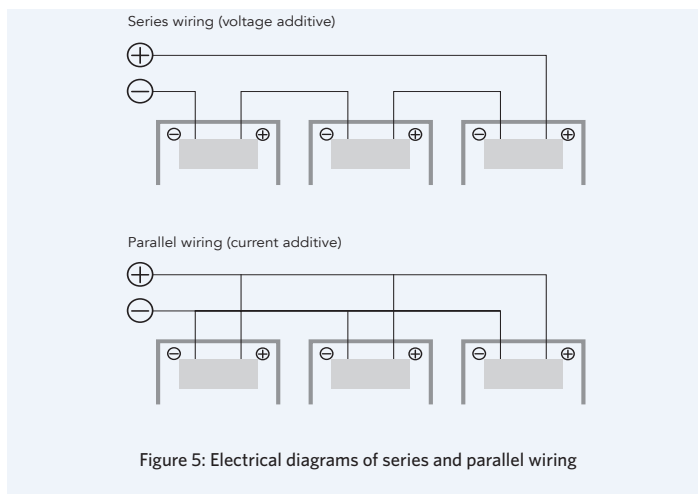 Series wiring (voltage additive)
+
−
− + − + − +
Parallel wiring (current additive)
+
−
− + − + − +
Figure 5: Electrical diagrams of series and parallel wiring